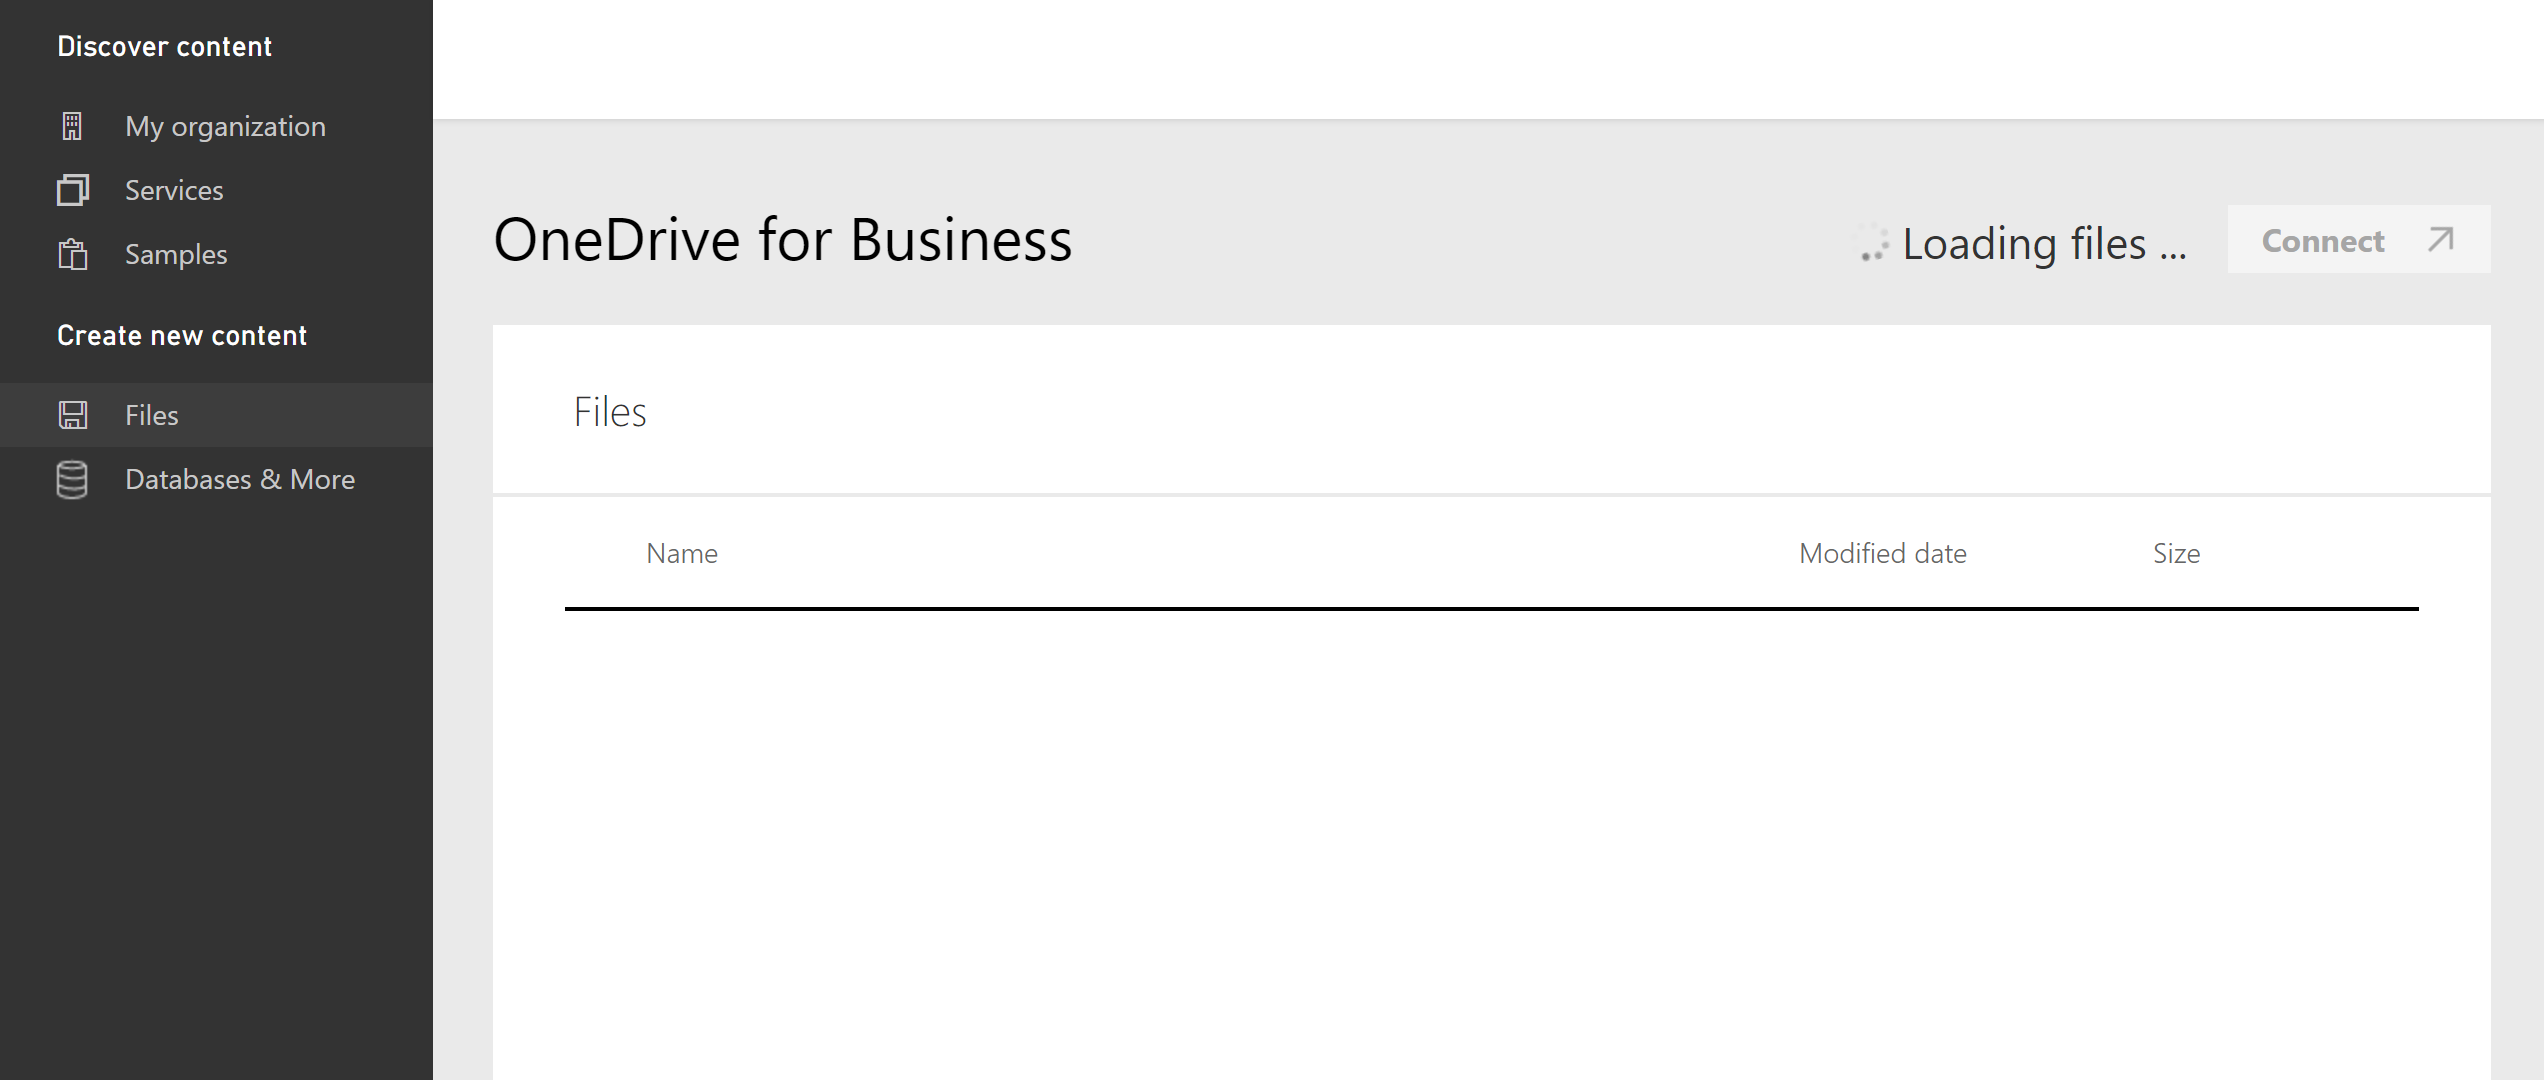 Discover content
My organization
Services
Samples
Create new content
Files
Databases & More
OneDrive for Business
Loading files ...
Connect
Files
Name Modified date Size